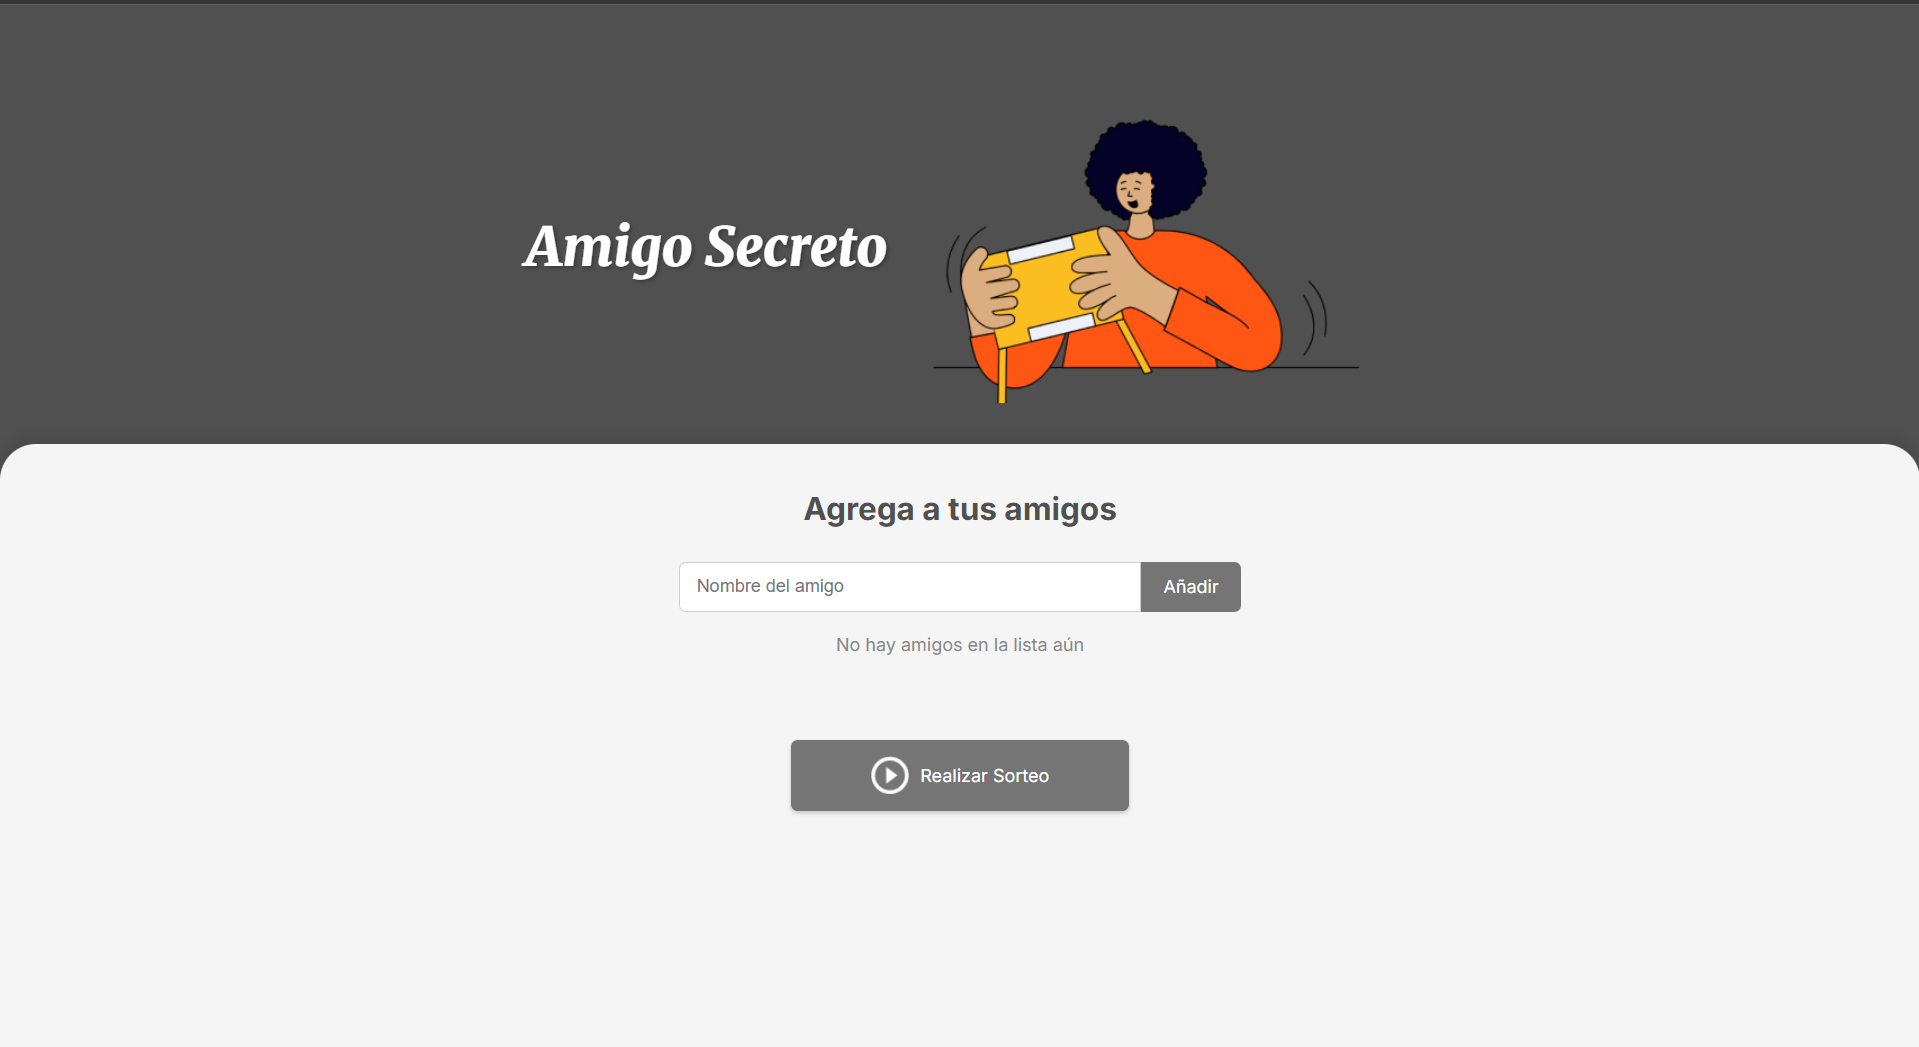 Amigo Secreto
Agrega a tus amigos
Nombre del amigo
Añadir
No hay amigos en la lista aún
Realizar Sorteo